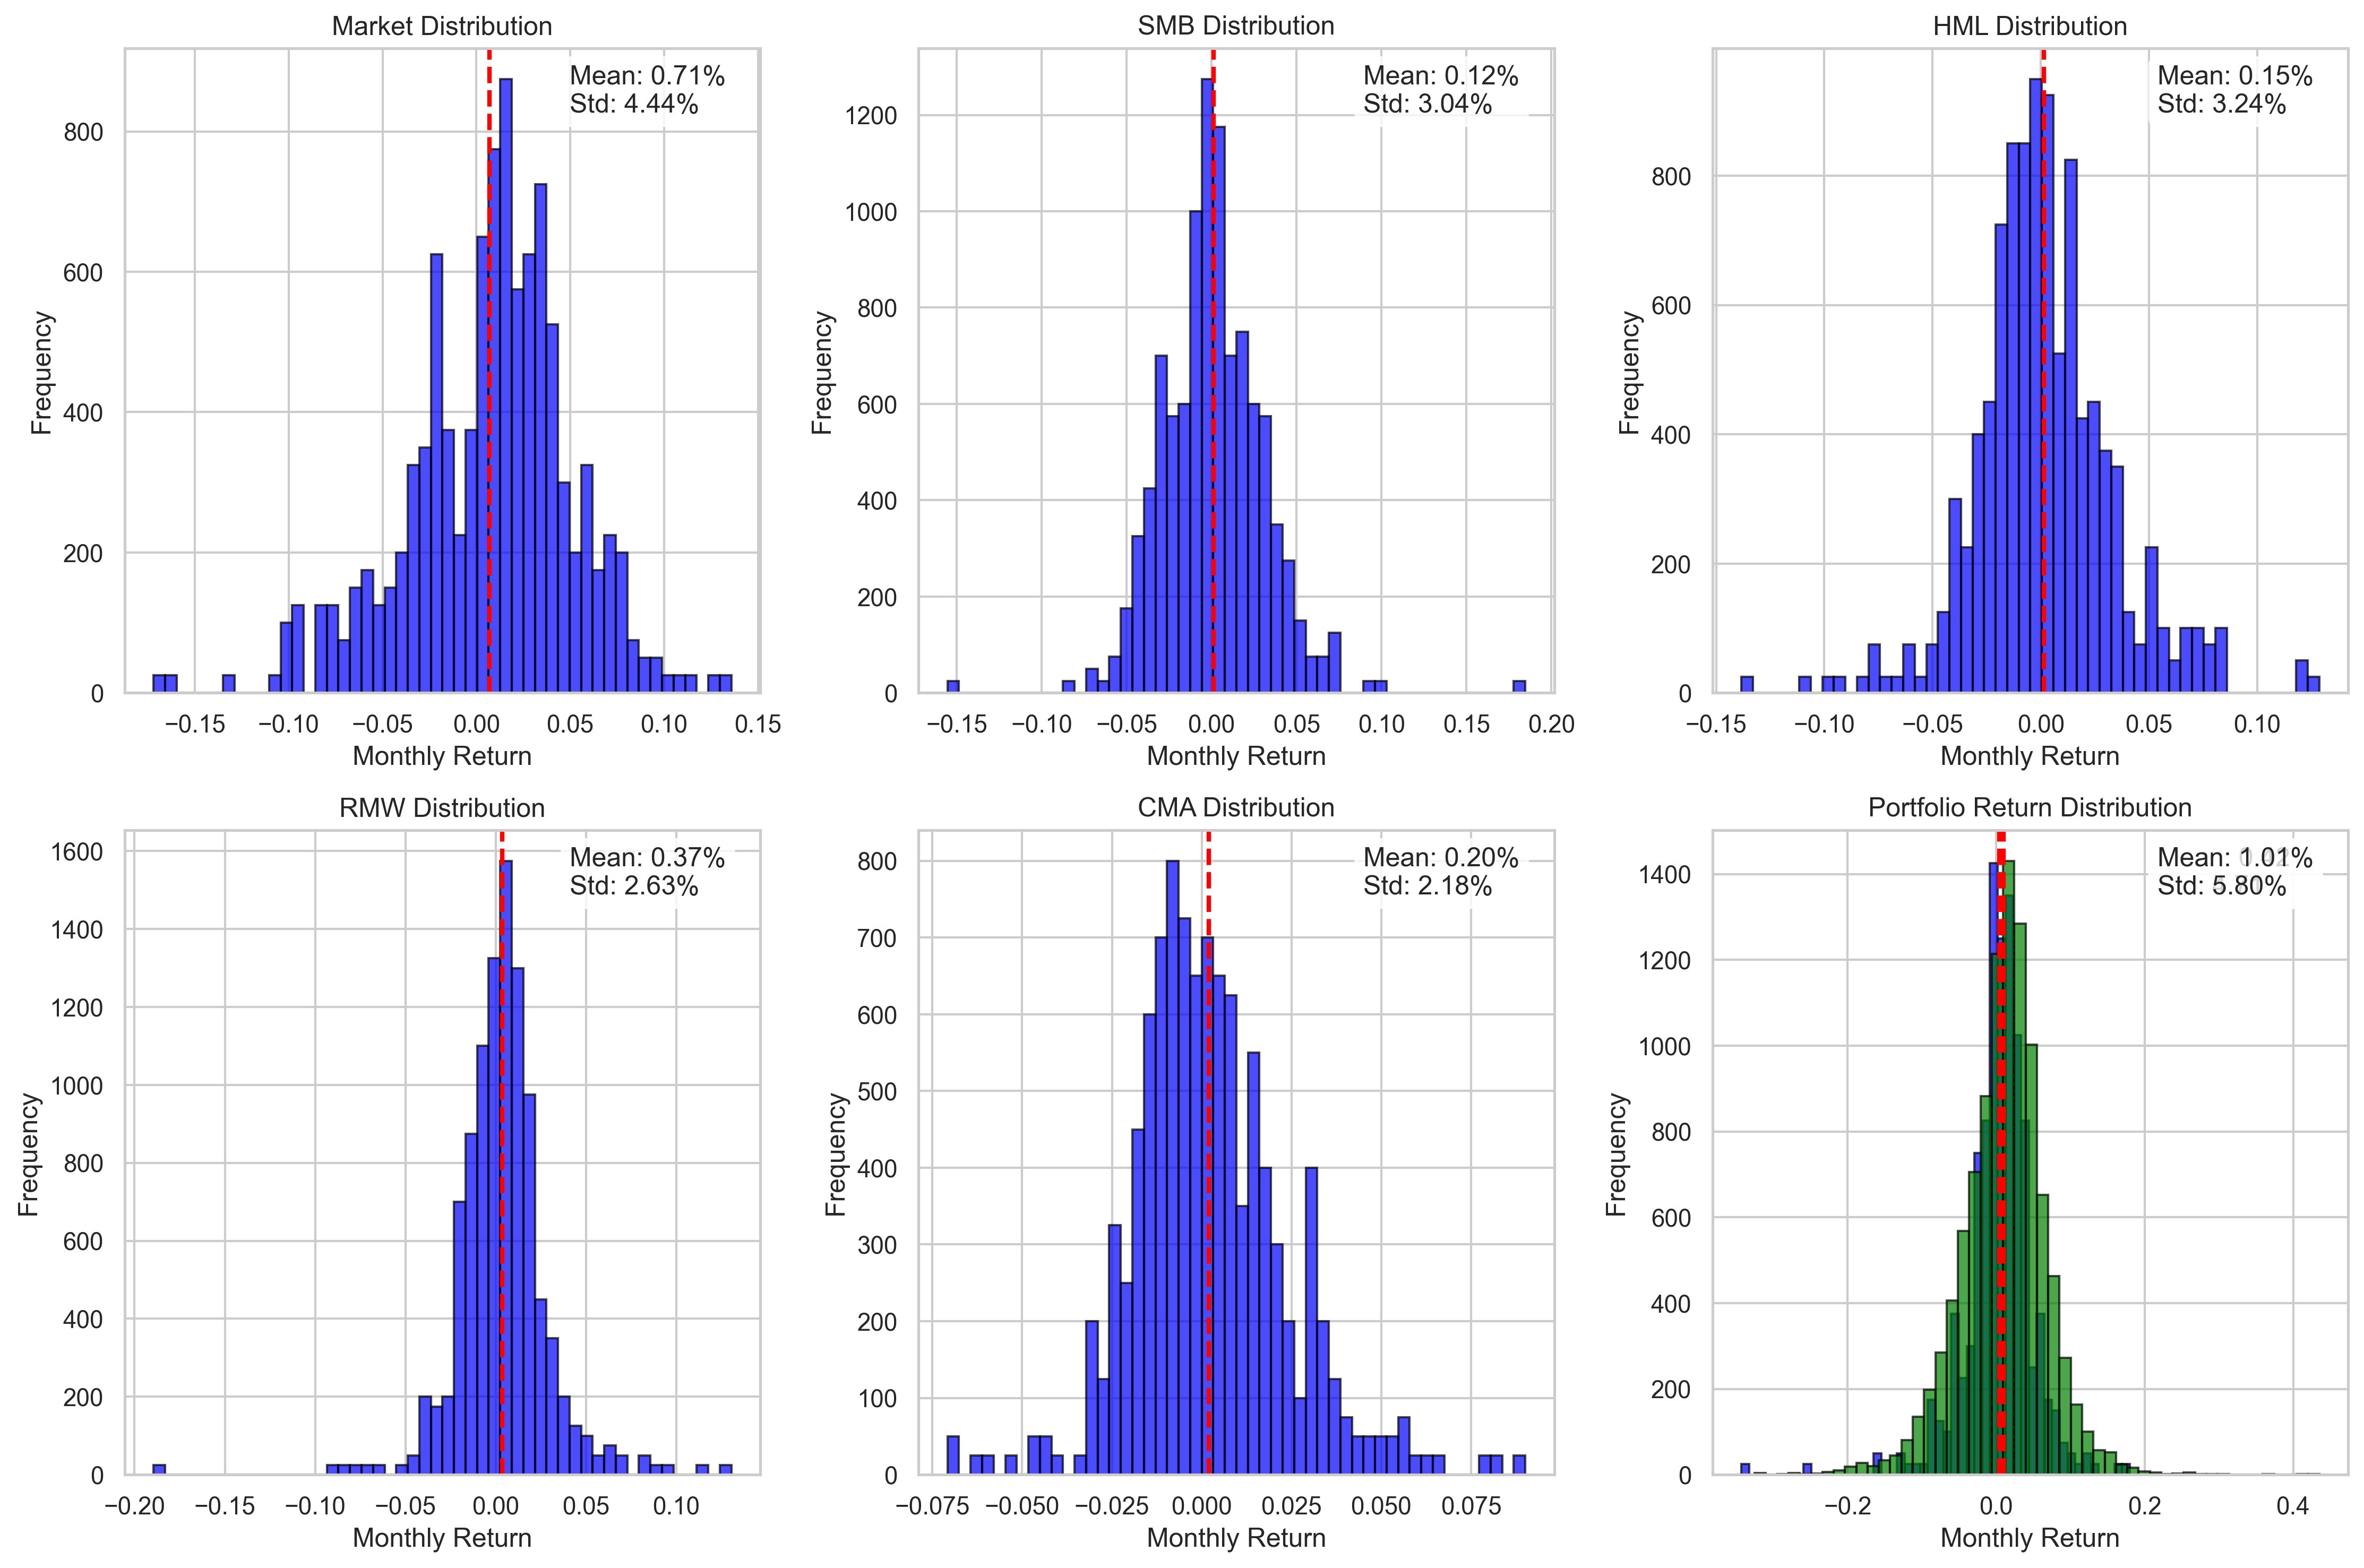 Market Distribution
Mean: 0.71%
Std: 4.44%
Frequency
800
600
400
200
0
−0.15 −0.10 −0.05 0.00 0.05 0.10 0.15
Monthly Return
SMB Distribution
Mean: 0.12%
Std: 3.04%
Frequency
1200
1000
800
600
400
200
0
−0.15 −0.10 −0.05 0.00 0.05 0.10 0.15 0.20
Monthly Return
HML Distribution
Mean: 0.15%
Std: 3.24%
Frequency
800
600
400
200
0
−0.15 −0.10 −0.05 0.00 0.05 0.10
Monthly Return
RMW Distribution
Mean: 0.37%
Std: 2.63%
Frequency
1600
1400
1200
1000
800
600
400
200
0
−0.20 −0.15 −0.10 −0.05 0.00 0.05 0.10
Monthly Return
CMA Distribution
Mean: 0.20%
Std: 2.18%
Frequency
800
700
600
500
400
300
200
100
0
−0.075 −0.050 −0.025 0.000 0.025 0.050 0.075
Monthly Return
Portfolio Return Distribution
Mean: 1.01%
Std: 5.80%
Frequency
1400
1200
1000
800
600
400
200
0
−0.2 0.0 0.2 0.4
Monthly Return